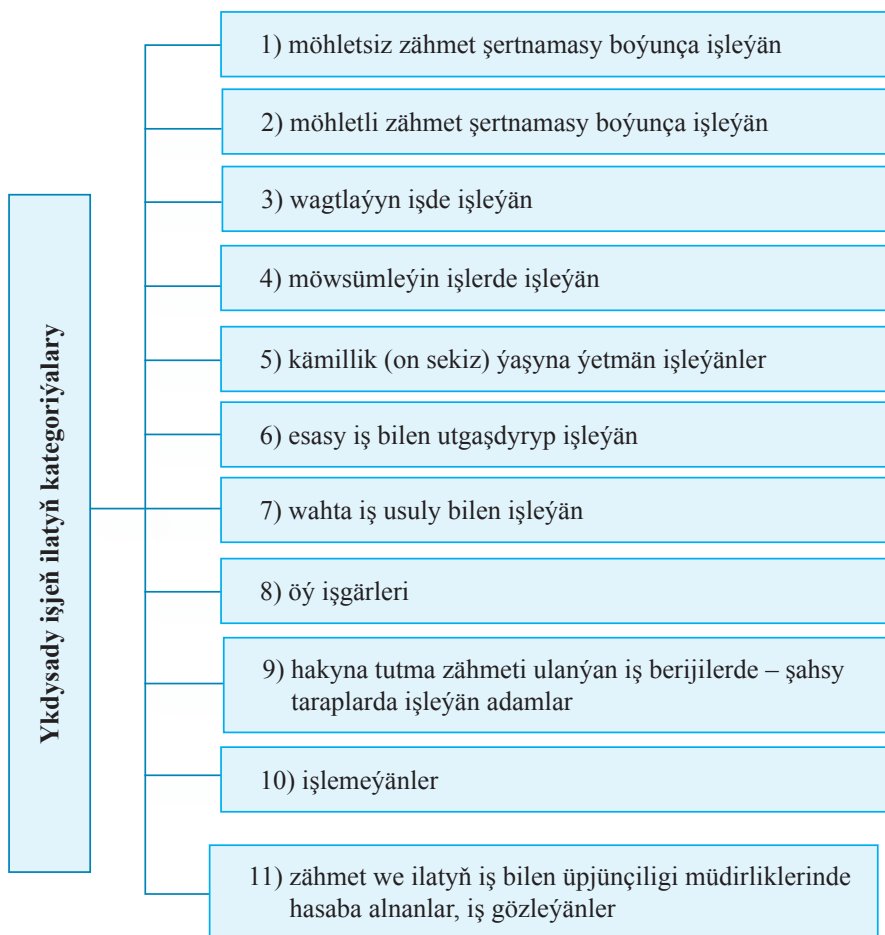 Ykdysady işjeň ilatyň kategoriýalary
1) möhletsiz zähmet şertnamasy boýunça işleýän
2) möhletli zähmet şertnamasy boýunça işleýän
3) wagtlaýyn işde işleýän
4) möwsümleýin işlerde işleýän
5) kämillik (on sekiz) ýaşyna ýetmän işleýänler
6) esasy iş bilen utgaşdyryp işleýän
7) wahta iş usuly bilen işleýän
8) öý işgärleri
9) hakyna tutma zähmeti ulanýan iş berijilerde – şahsy
taraplarda işleýän adamlar
10) işlemeýänler
11) zähmet we ilatyň iş bilen üpjünçiligi müdirliklerinde
hasaba alnanlar, iş gözleýänler